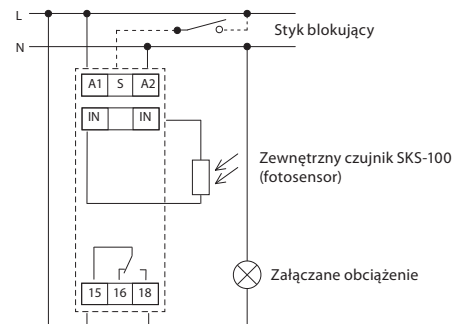 L
Styk blokujący
N
A1 S A2
IN IN
Zewnętrzny czujnik SKS-100
(fotosensor)
Załączane obciążenie
15 16 18